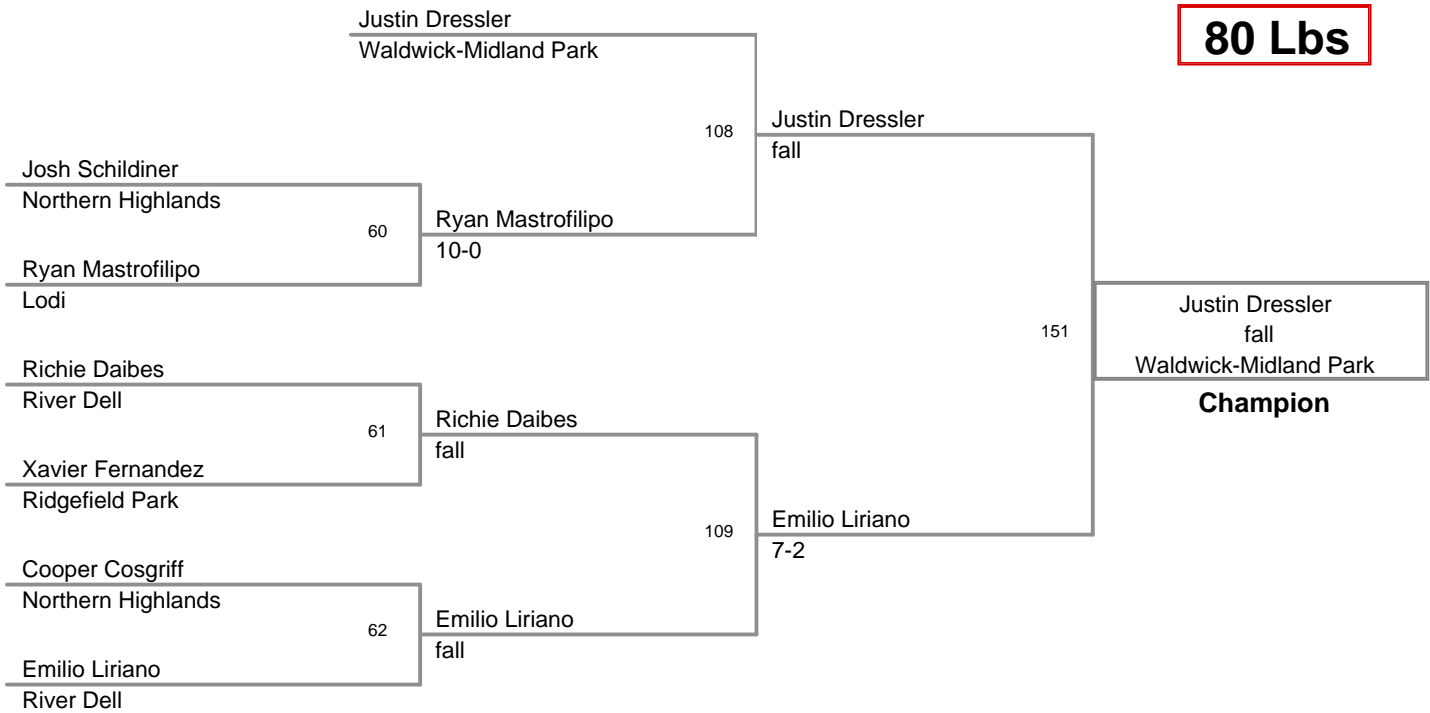 Justin Dressler
Waldwick-Midland Park
80 Lbs
108
Justin Dressler
fall
Josh Schildiner
Northern Highlands
60
Ryan Mastrofilipo
10-0
Ryan Mastrofilipo
Lodi
151
Justin Dressler
fall
Waldwick-Midland Park
Champion
Richie Daibes
River Dell
61
Richie Daibes
fall
Xavier Fernandez
Ridgefield Park
109
Emilio Liriano
7-2
Cooper Cosgriff
Northern Highlands
62
Emilio Liriano
fall
Emilio Liriano
River Dell